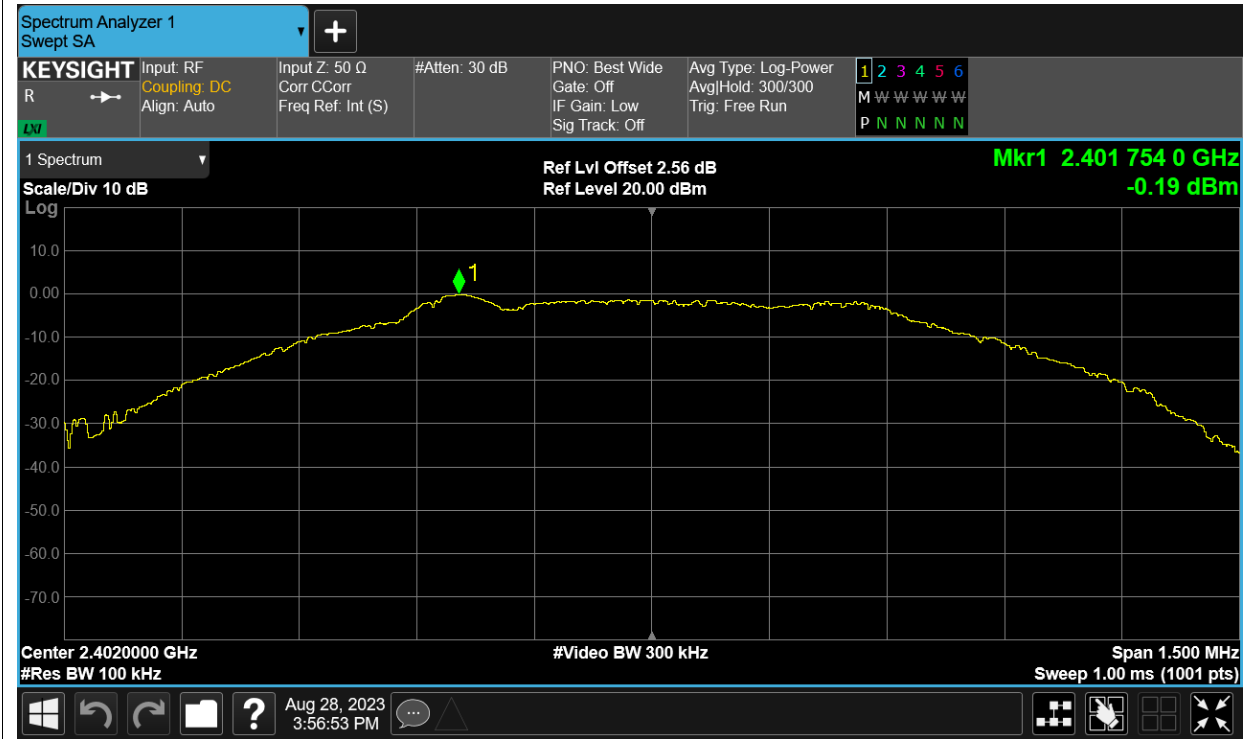 Spectrum Analyzer 1
Swept SA
KEYSIGHT
R
LXI
Input: RF
Coupling: DC
Align: Auto
Input Z: 50 Ω
Corr CCorr
Freq Ref: Int (S)
#Atten: 30 dB
PNO: Best Wide
Gate: Off
IF Gain: Low
Sig Track: Off
Avg Type: Log-Power
Avg|Hold: 300/300
Trig: Free Run
1 2 3 4 5 6
M W W W W W
P N N N N N
1 Spectrum
Scale/Div 10 dB
Ref Lvl Offset 2.56 dB
Ref Level 20.00 dBm
Mkr1 2.401 754 0 GHz
-0.19 dBm
Log
10.0
0.00
-10.0
-20.0
-30.0
-40.0
-50.0
-60.0
-70.0
1
Center 2.4020000 GHz
#Res BW 100 kHz
#Video BW 300 kHz
Span 1.500 MHz
Sweep 1.00 ms (1001 pts)
?
Aug 28, 2023
3:56:53 PM